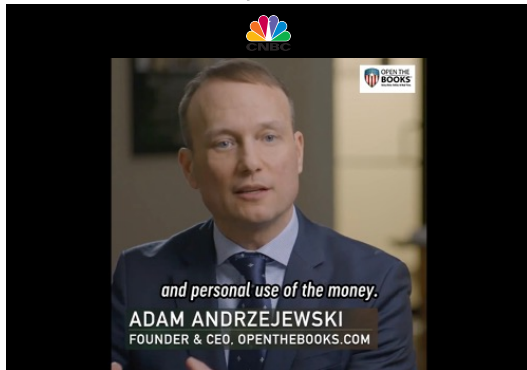 CNBC
OPEN THE
BOOKS
and personal use of the money.
ADAM ANDRZEJEWSKI
FOUNDER & CEO, OPENTHEBOOKS.COM